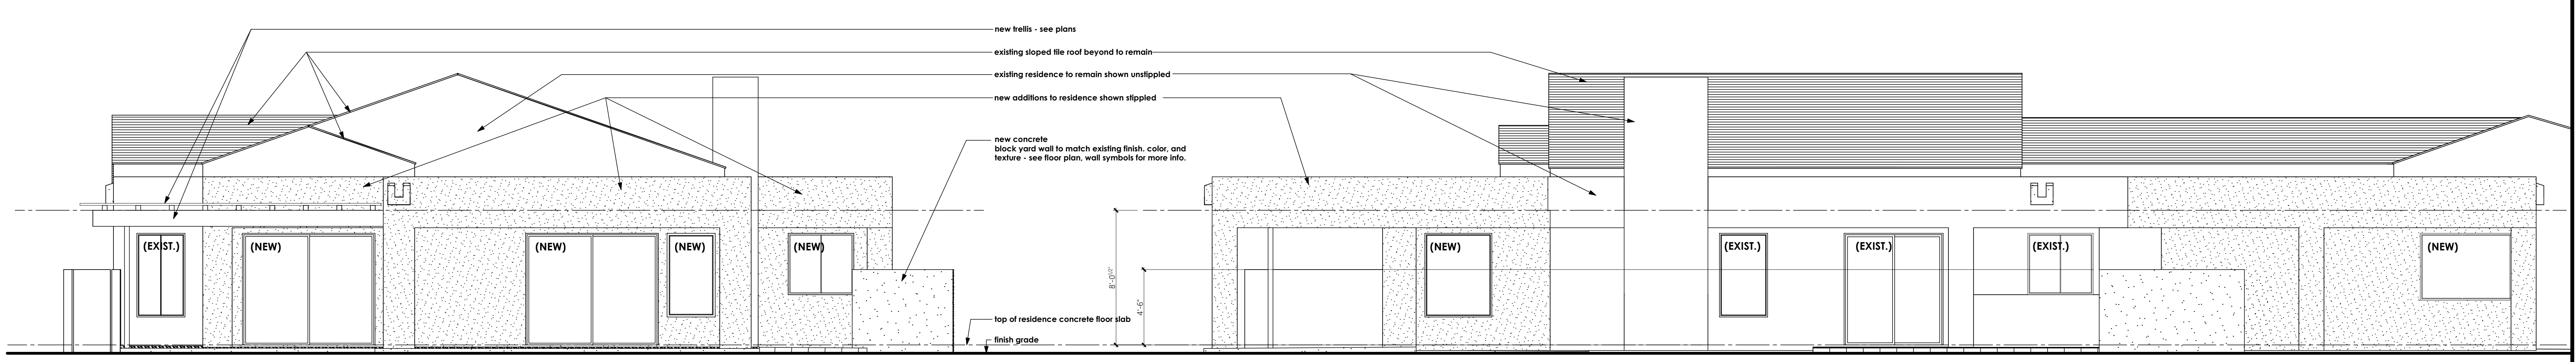 new trellis - see plans
existing sloped tile roof beyond to remain
existing residence to remain shown unstippled
new additions to residence shown stippled
new concrete
block yard wall to match existing finish. color, and
texture - see floor plan, wall symbols for more info.
(EXIST.)
(NEW)
(NEW)
(NEW)
(NEW)
8'-0 1/2"
4'-6"
(NEW)
(EXIST.)
(EXIST.)
(EXIST.)
(NEW)
top of residence concrete floor slab
finish grade